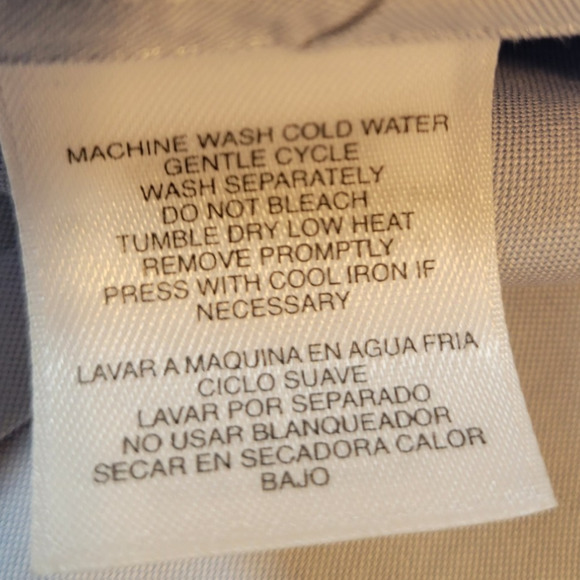 MACHINE WASH COLD WATER
GENTLE CYCLE
WASH SEPARATELY
DO NOT BLEACH
TUMBLE DRY LOW HEAT
REMOVE PROMPTLY
PRESS WITH COOL IRON IF
NECESSARY
LAVAR A MAQUINA EN AGUA FRIA
CICLO SUAVE
LAVAR POR SEPARADO
NO USAR BLANQUEADOR
SECAR EN SECADORA CALOR
BAJO